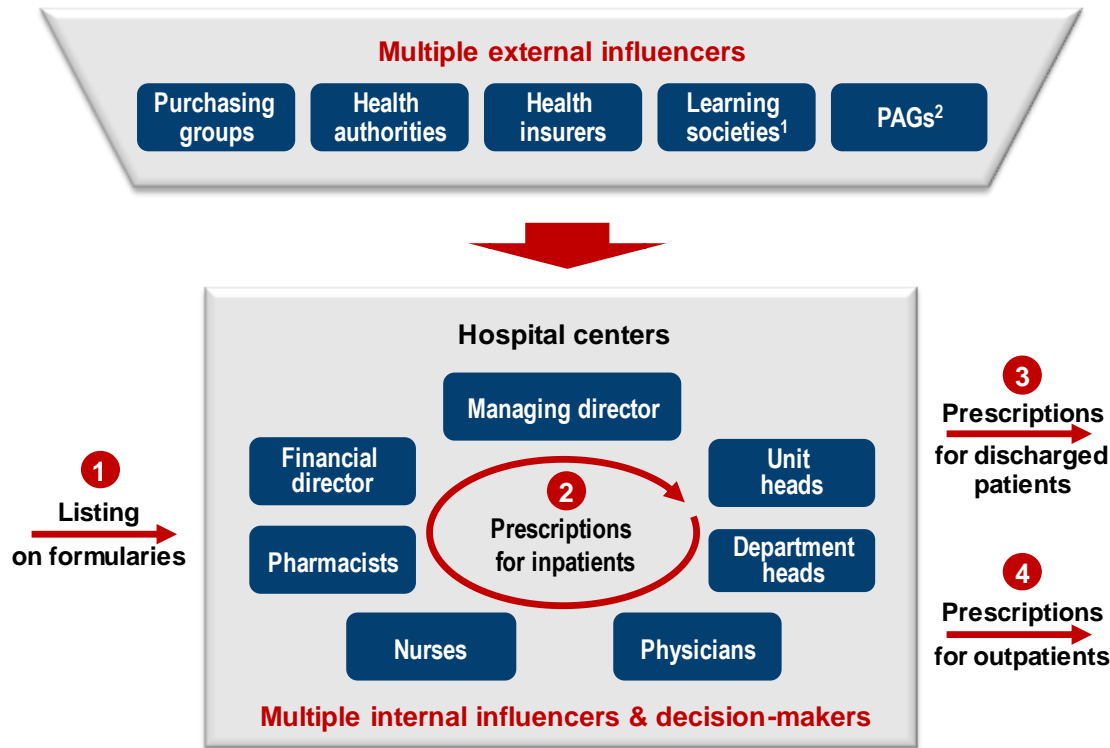 Multiple external influencers
Purchasing
groups
Health
authorities
Health
insurers
Learning
societies¹
PAGs²
Hospital centers
Managing director
Financial
director
Unit
heads
Pharmacists
Department
heads
Nurses
Physicians
2
Prescriptions
for inpatients
Multiple internal influencers & decision-makers
1
Listing
on formularies
3
Prescriptions
for discharged
patients
4
Prescriptions
for outpatients